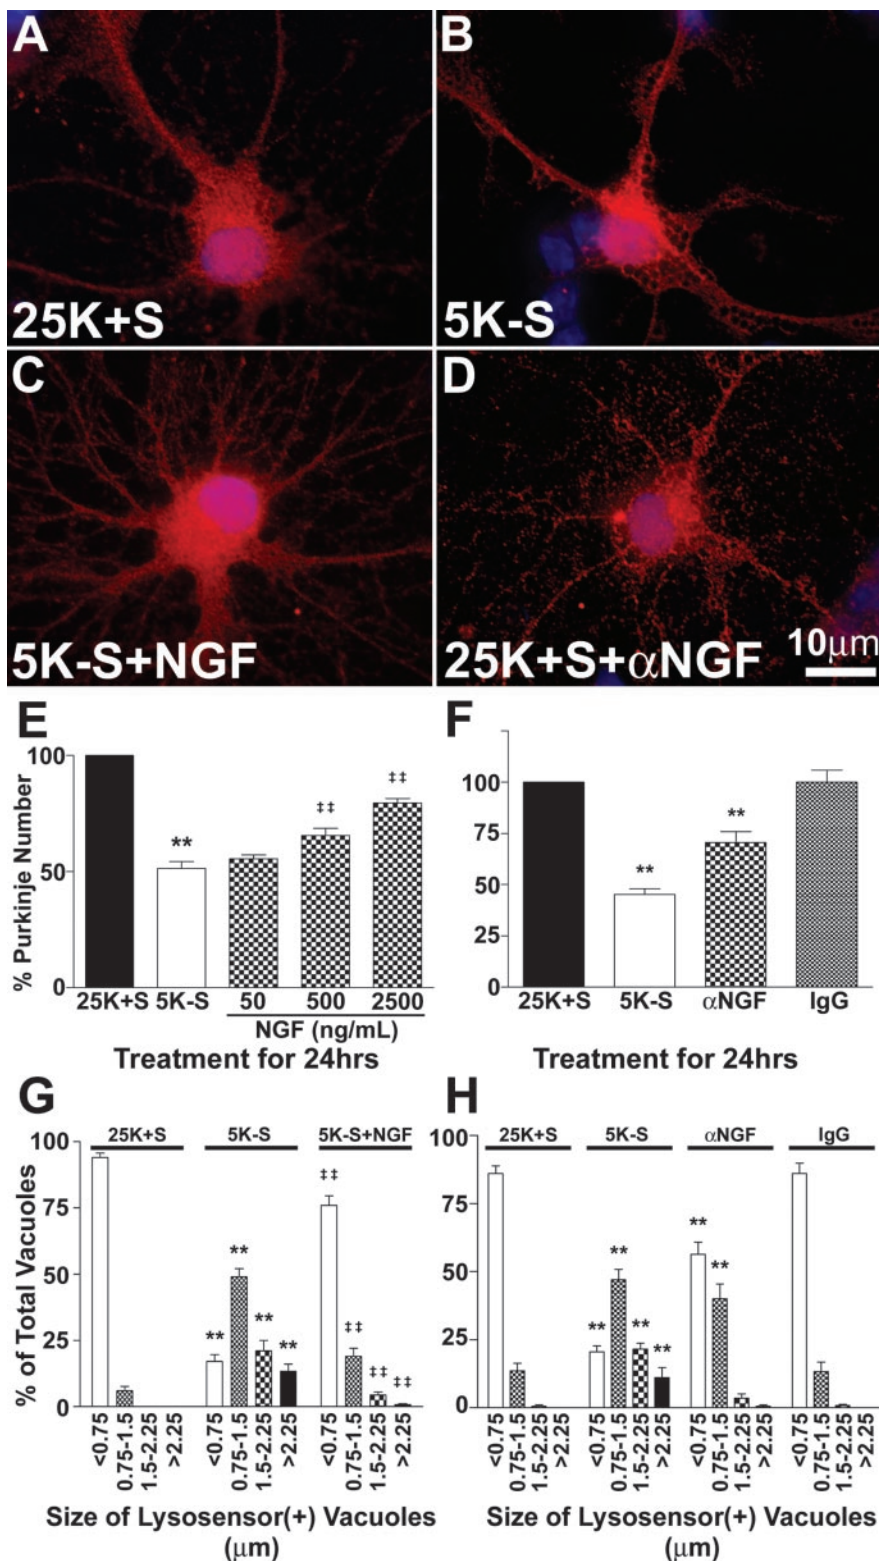 A
B
25K+S
5K-S
C
D
5K-S+NGF
25K+S+αNGF
10μm
E
F
100
50
0
% Purkinje Number
**
‡‡
‡‡
25K+S
5K-S
50
500
2500
NGF (ng/mL)
Treatment for 24hrs
100
75
50
25
0
**
**
25K+S
5K-S
αNGF
IgG
Treatment for 24hrs
G
H
25K+S
5K-S
5K-S+NGF
100
75
50
25
0
% of Total Vacuoles
**
**
**
**
‡‡
‡‡
‡‡
‡‡
<0.75
0.75-1.5
1.5-2.25
>2.25
<0.75
0.75-1.5
1.5-2.25
>2.25
<0.75
0.75-1.5
1.5-2.25
>2.25
25K+S
5K-S
αNGF
IgG
100
75
50
25
0
**
**
**
**
**
**
<0.75
0.75-1.5
1.5-2.25
>2.25
<0.75
0.75-1.5
1.5-2.25
>2.25
<0.75
0.75-1.5
1.5-2.25
>2.25
<0.75
0.75-1.5
1.5-2.25
>2.25
Size of Lysosensor(+) Vacuoles
(μm)
Size of Lysosensor(+) Vacuoles
(μm)